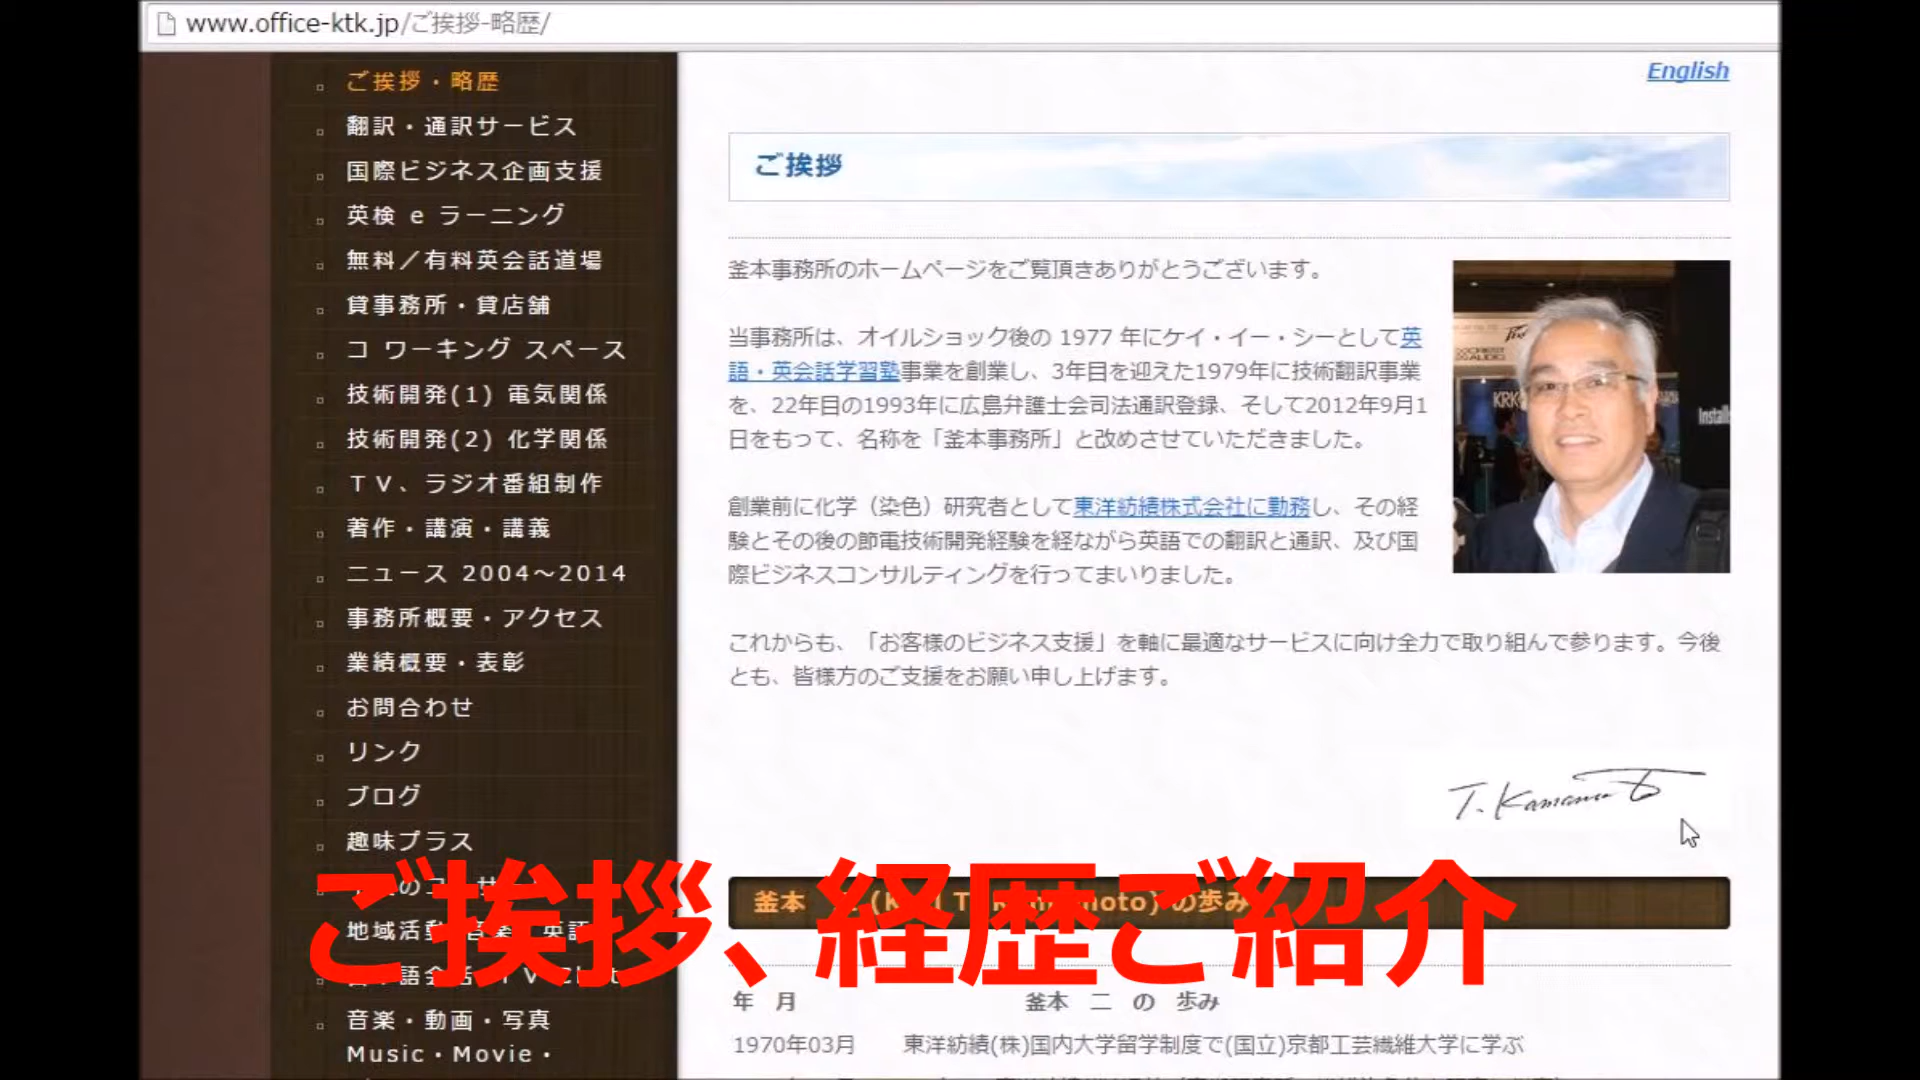 www.office-ktk.jp/ご挨拶-略歴/
ご挨拶・略歴
翻訳・通訳サービス
国際ビジネス企画支援
英検 e ラーニング
無料／有料英会話道場
貸事務所・貸店舗
コ ワーキング スペース
技術開発(1) 電気関係
技術開発(2) 化学関係
ＴＶ、ラジオ番組制作
著作・講演・講義
ニュース 2004～2014
事務所概要・アクセス
業績概要・表彰
お問合わせ
リンク
ブログ
趣味プラス
地域活動
音楽・動画・写真
Music・Movie・
English
ご挨拶
釜本事務所のホームページをご覧頂きありがとうございます。
当事務所は、オイルショック後の 1977 年にケイ・イー・シーとして英
語・英会話学習塾事業を創業し、3年目を迎えた1979年に技術翻訳事業
を、22年目の1993年に広島弁護士会司法通訳登録、そして2012年9月1
日をもって、名称を「釜本事務所」と改めさせていただきました。
創業前に化学（染色）研究者として東洋紡績株式会社に勤務し、その経
験とその後の節電技術開発経験を経ながら英語での翻訳と通訳、及び国
際ビジネスコンサルティングを行ってまいりました。
これからも、「お客様のビジネス支援」を軸に最適なサービスに向け全力で取り組んで参ります。今後
とも、皆様方のご支援をお願い申し上げます。
KRK
T. Kamamoto
釜本 の歩み
ご挨拶、経歴ご紹介
年 月 釜本 二 の 歩み
1970年03月 東洋紡績(株)国内大学留学制度で(国立)京都工芸繊維大学に学ぶ